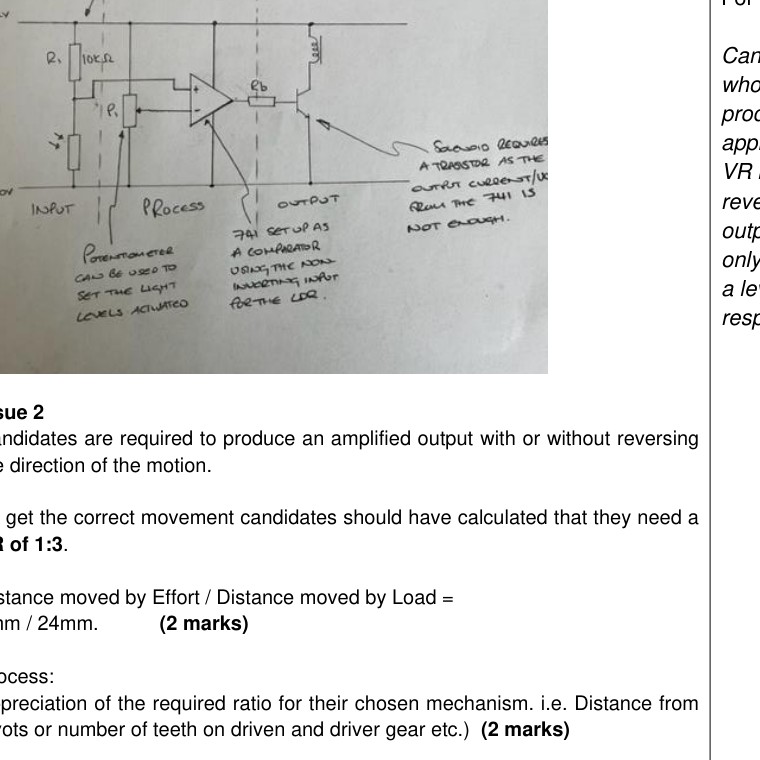 V
R1 10KΩ
P1
+
-
Rb
0V
INPUT
PROCESS
OUTPUT
SOLENOID REQUIRES
A TRANSISTOR AS THE
OUTPUT CURRENT/
FROM THE 741 IS
NOT ENOUGH.
POTENTIOMETER
CAN BE USED TO
SET THE LIGHT
LEVELS ACTIVATED
741 SET UP AS
A COMPARATOR
USING THE NON-
INVERTING INPUT
FOR THE LDR.
sue 2
andidates are required to produce an amplified output with or without reversing
e direction of the motion.
get the correct movement candidates should have calculated that they need a
R of 1:3.
stance moved by Effort / Distance moved by Load =
nm / 24mm. (2 marks)
ocess:
preciation of the required ratio for their chosen mechanism. i.e. Distance from
vots or number of teeth on driven and driver gear etc.) (2 marks)
For
Can
who
prod
appl
VR i
reve
outp
only
a lev
resp